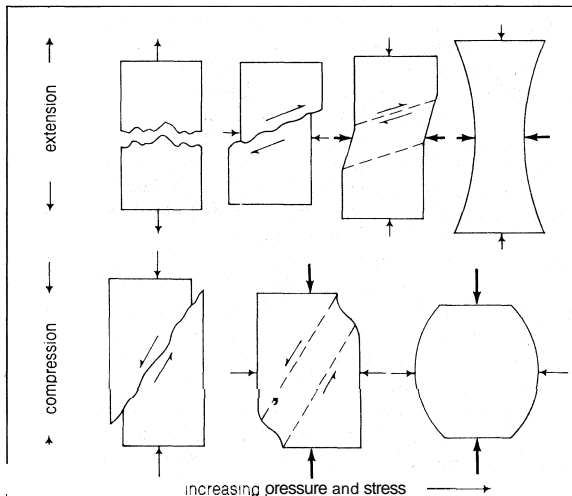 extension
compression
increasing pressure and stress